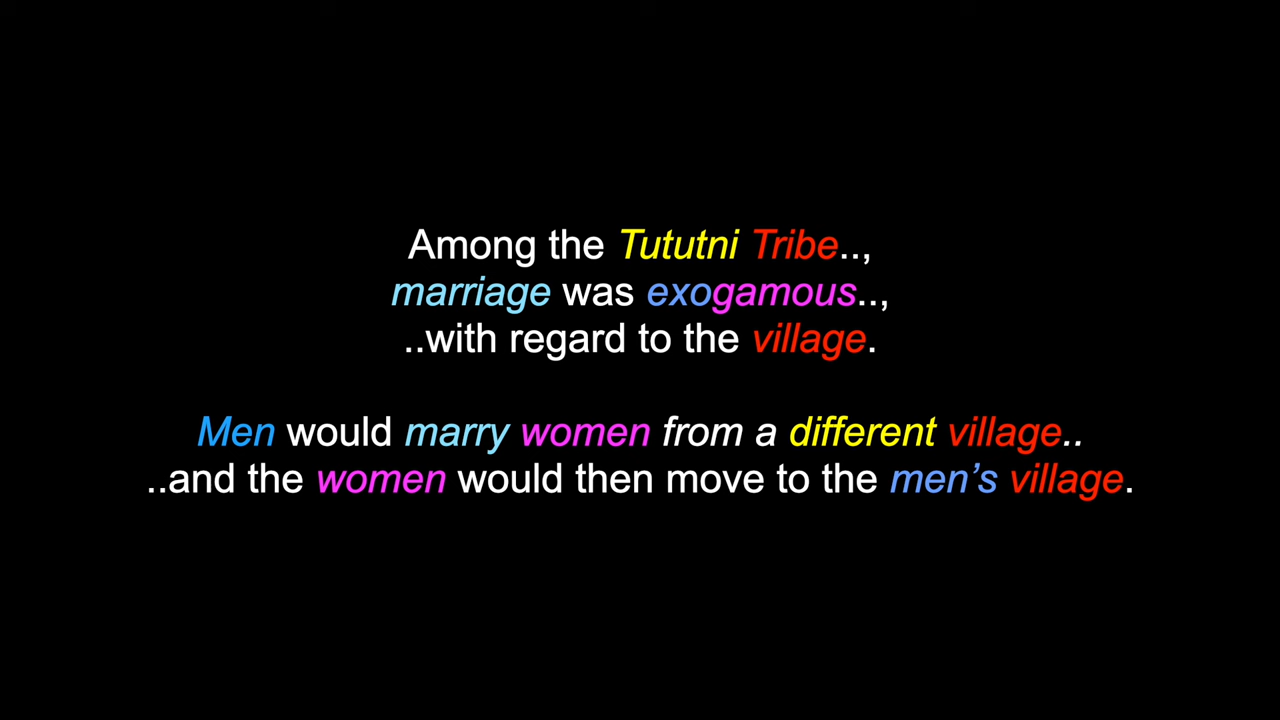 Among the Tututni Tribe..,
marriage was exogamous..,
..with regard to the village.
Men would marry women from a different village..
..and the women would then move to the men’s village.